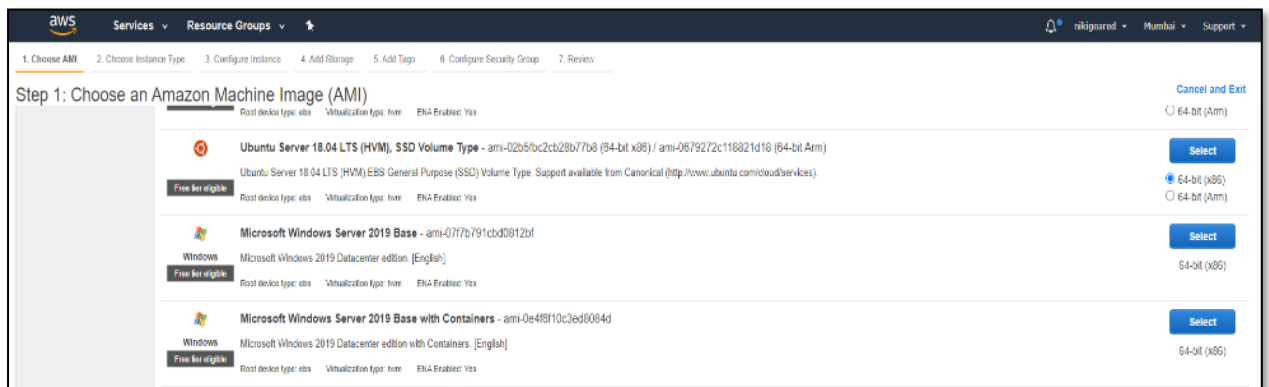 aws Services Resource Groups nikigearod Mumbai Support
1. Choose AMI 2. Choose Instance Type 3. Configure Instance 4. Add Storage 5. Add Tags 6. Configure Security Group 7. Review
Step 1: Choose an Amazon Machine Image (AMI)
Cancel and Exit
Root device type: ebs Virtualization type: hvm ENA Enabled: Yes
64-bit (Arm)
Ubuntu Server 18.04 LTS (HVM), SSD Volume Type - ami-02b5fbc2cb28b77b8 (64-bit x86) / ami-0679272c118821d18 (64-bit Arm)
Select
Free tier eligible
Ubuntu Server 18.04 LTS (HVM),EBS General Purpose (SSD) Volume Type. Support available from Canonical (http://www.ubuntu.com/cloud/services).
64-bit (x86)
Root device type: ebs Virtualization type: hvm ENA Enabled: Yes
64-bit (Arm)
Microsoft Windows Server 2019 Base - ami-07f7b791cbd0812bf
Select
Windows
Microsoft Windows 2019 Datacenter edition. [English]
64-bit (x86)
Free tier eligible
Root device type: ebs Virtualization type: hvm ENA Enabled: Yes
Microsoft Windows Server 2019 Base with Containers - ami-0e4f8f10c3ed8084d
Select
Windows
Microsoft Windows 2019 Datacenter edition with Containers. [English]
64-bit (x86)
Free tier eligible
Root device type: ebs Virtualization type: hvm ENA Enabled: Yes